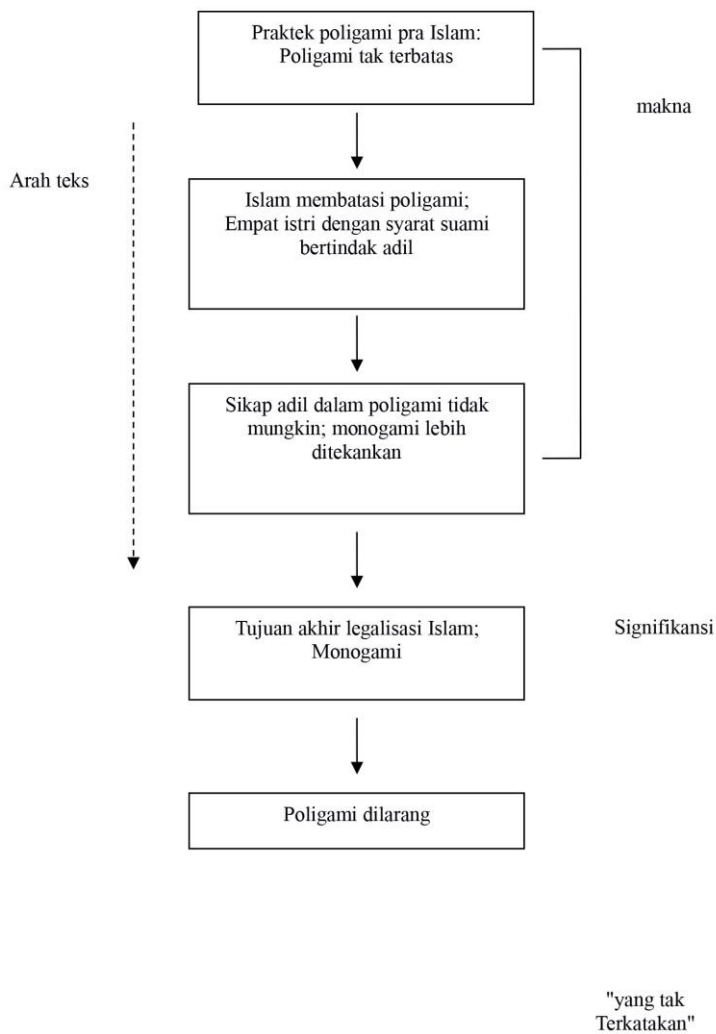 Praktek poligami pra Islam:
Poligami tak terbatas
makna
Arah teks
Islam membatasi poligami;
Empat istri dengan syarat suami
bertindak adil
Sikap adil dalam poligami tidak
mungkin; monogami lebih
ditekankan
Tujuan akhir legalisasi Islam;
Monogami
Signifikansi
Poligami dilarang
"yang tak
Terkatakan"